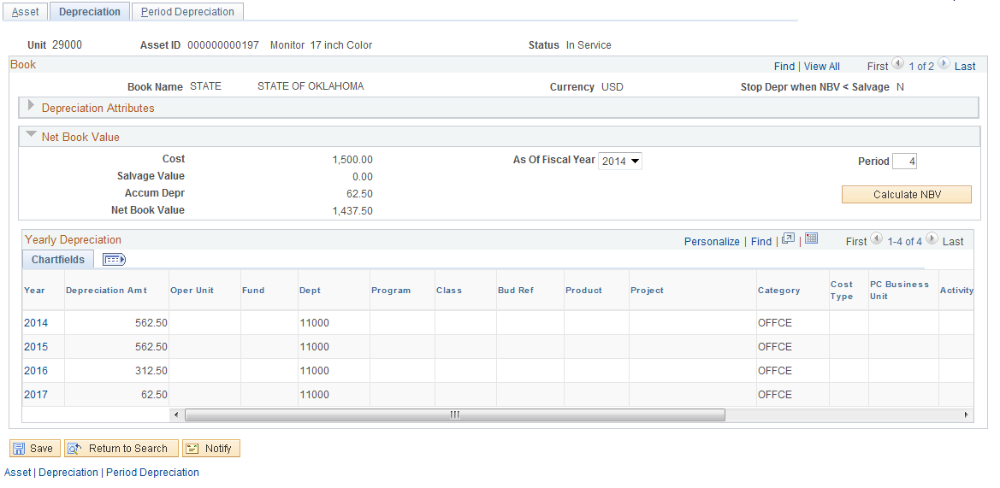 Asset Depreciation Period Depreciation
Unit 29000 Asset ID 000000000197 Monitor 17 inch Color Status In Service
Book Find | View All First 1 of 2 Last
Book Name STATE STATE OF OKLAHOMA Currency USD Stop Depr when NBV < Salvage N
Depreciation Attributes
Net Book Value
Cost 1,500.00 As Of Fiscal Year 2014 Period 4
Salvage Value 0.00
Accum Depr 62.50 Calculate NBV
Net Book Value 1,437.50
Yearly Depreciation Personalize | Find | | First 1-4 of 4 Last
Chartfields
Year Depreciation Amt Oper Unit Fund Dept Program Class Bud Ref Product Project Category Cost Type PC Business Unit Activity
2014 562.50 11000 OFFCE
2015 562.50 11000 OFFCE
2016 312.50 11000 OFFCE
2017 62.50 11000 OFFCE
Save Return to Search Notify
Asset | Depreciation | Period Depreciation